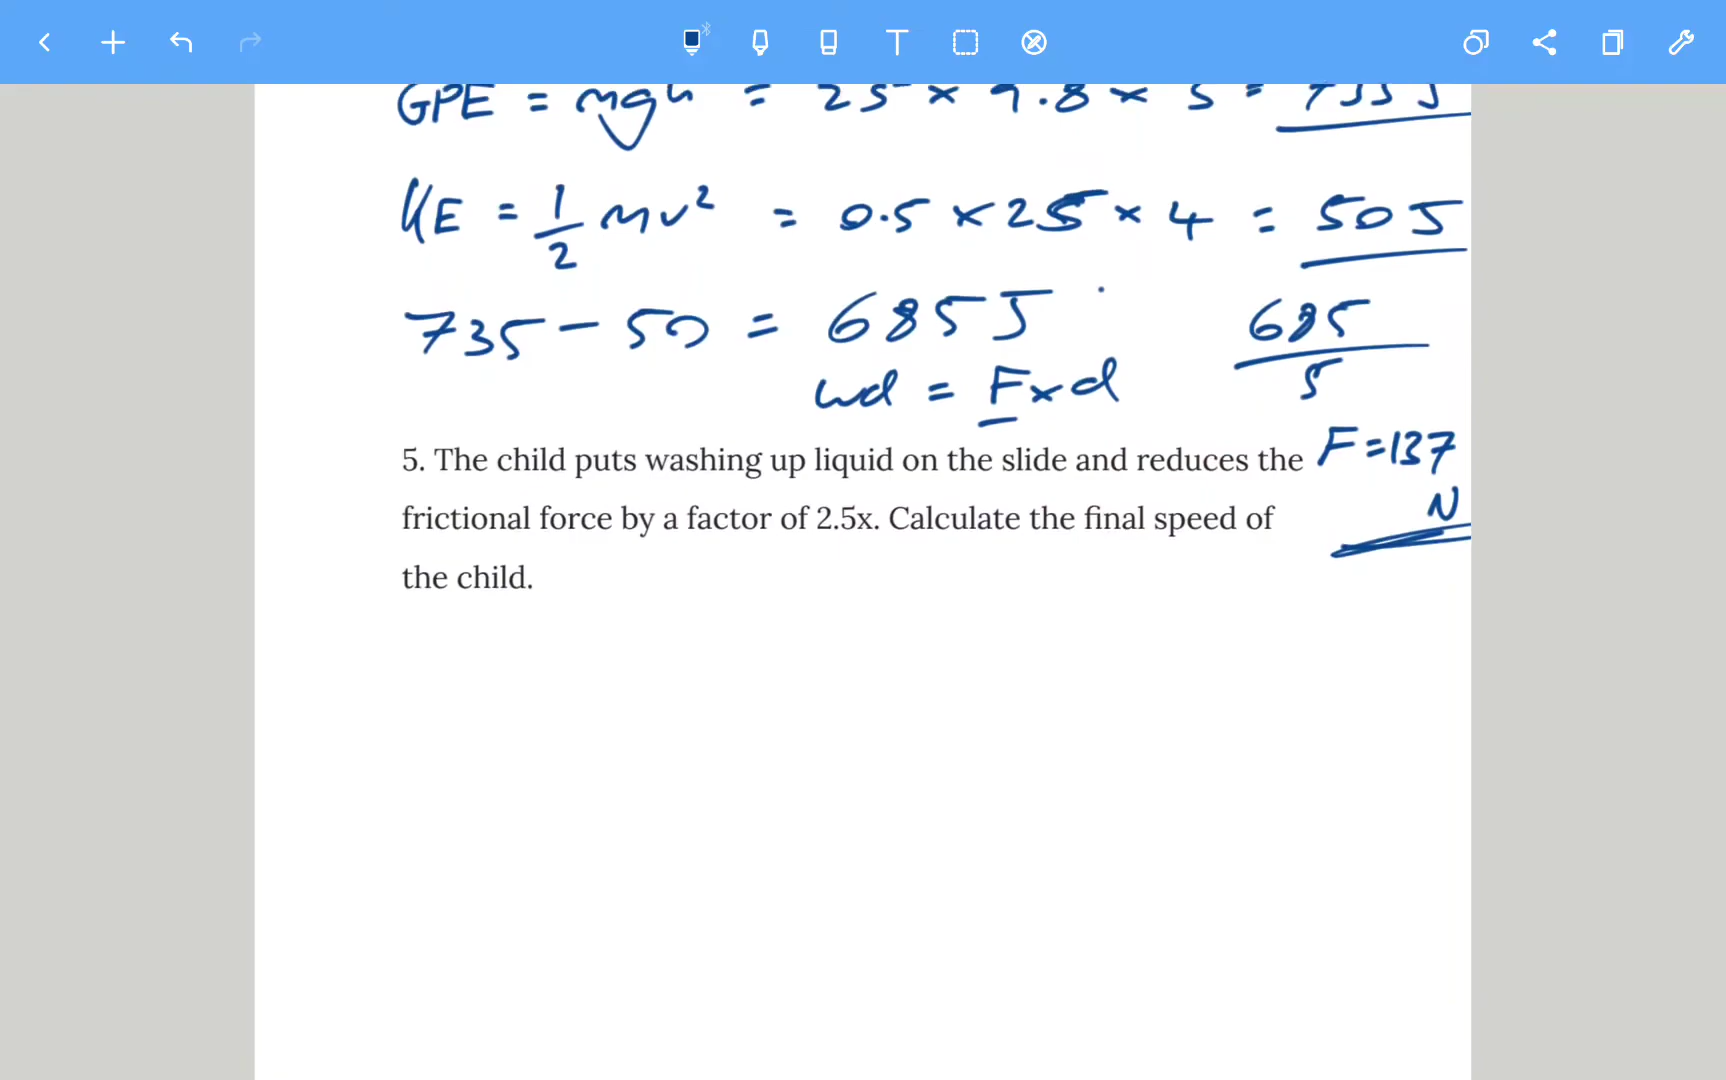 GPE = mgh = 25 × 9.8 × 3 = 735 J
KE = 1/2 mv² = 0.5 × 25 × 4 = 50 J
735 − 50 = 685 J
685
5
wd = F × d
F = 137
N
5. The child puts washing up liquid on the slide and reduces the
frictional force by a factor of 2.5x. Calculate the final speed of
the child.